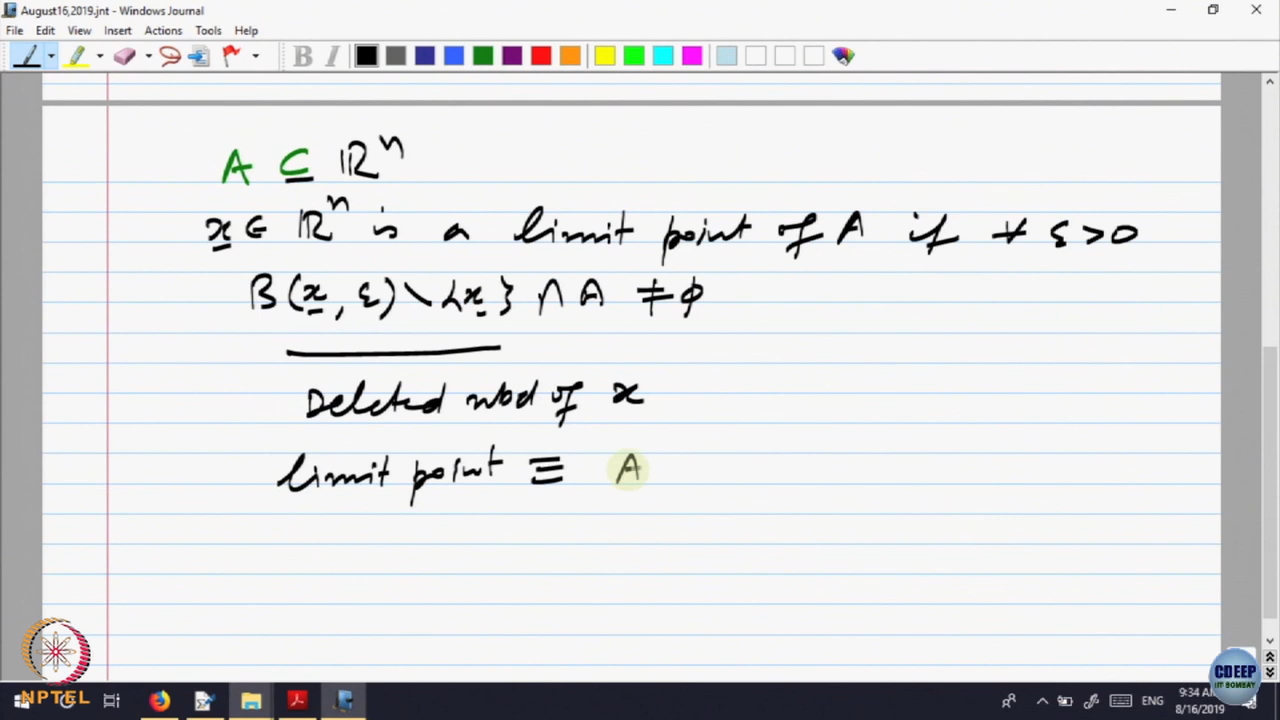 August16,2019.jnt - Windows Journal
File Edit View Insert Actions Tools Help
B I
A ⊆ ℝⁿ
x ∈ ℝⁿ is a limit point of A if ∀ ε > 0
B(x, ε) \ {x} ∩ A ≠ φ
Deleted nbd of x
limit point ≡ A
NPTEL
CDEEP
IIT BOMBAY
ENG
9:34 A
8/16/2019